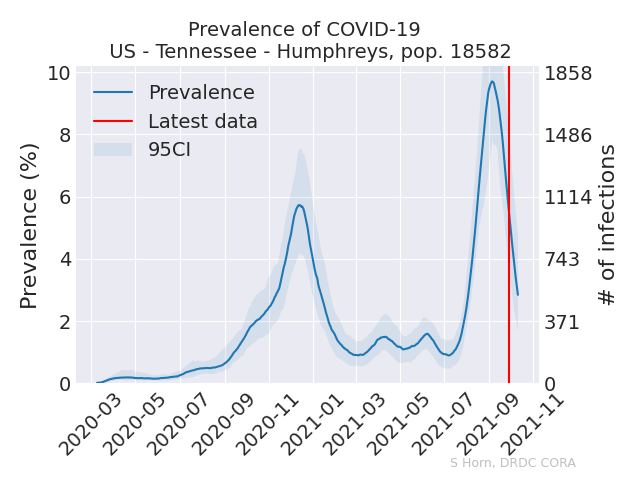 Prevalence of COVID-19
US - Tennessee - Humphreys, pop. 18582
Prevalence
Latest data
95CI
Prevalence (%)
10
8
6
4
2
0
1858
1486
1114
743
371
0
# of infections
2020-03
2020-05
2020-07
2020-09
2020-11
2021-01
2021-03
2021-05
2021-07
2021-09
2021-11
S Horn, DRDC CORA